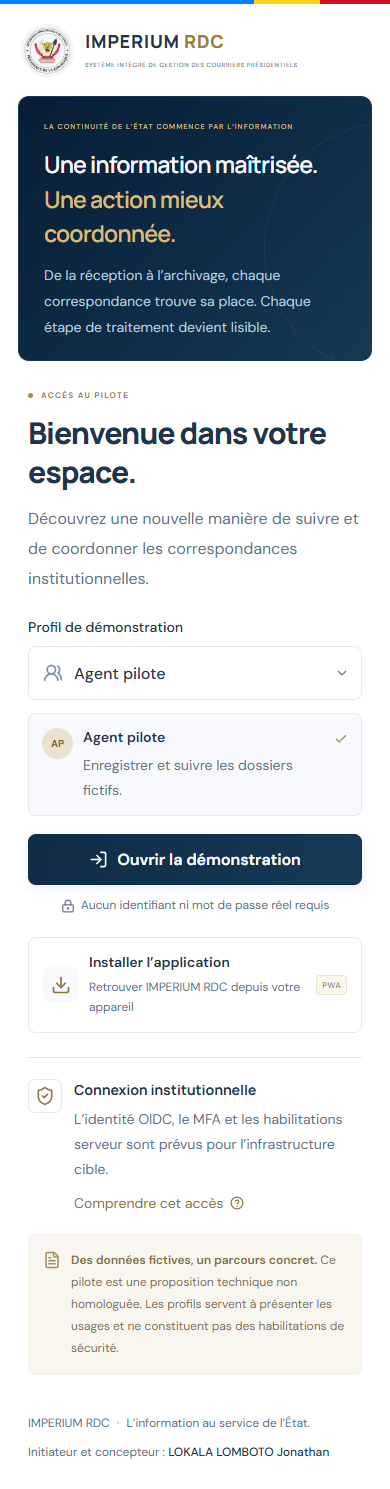 IMPERIUM RDC
SYSTÈME INTÉGRÉ DE GESTION DES COURRIERS PRÉSIDENTIELS
LA CONTINUITÉ DE L’ÉTAT COMMENCE PAR L’INFORMATION
Une information maîtrisée.
Une action mieux
coordonnée.
De la réception à l’archivage, chaque
correspondance trouve sa place. Chaque
étape de traitement devient lisible.
ACCÈS AU PILOTE
Bienvenue dans votre
espace.
Découvrez une nouvelle manière de suivre et
de coordonner les correspondances
institutionnelles.
Profil de démonstration
Agent pilote
AP
Agent pilote
Enregistrer et suivre les dossiers
fictifs.
Ouvrir la démonstration
Aucun identifiant ni mot de passe réel requis
Installer l’application
Retrouver IMPERIUM RDC depuis votre
appareil
PWA
Connexion institutionnelle
L’identité OIDC, le MFA et les habilitations
serveur sont prévus pour l’infrastructure
cible.
Comprendre cet accès
Des données fictives, un parcours concret. Ce
pilote est une proposition technique non
homologuée. Les profils servent à présenter les
usages et ne constituent pas des habilitations de
sécurité.
IMPERIUM RDC · L’information au service de l’État.
Initiateur et concepteur : LOKALA LOMBOTO Jonathan